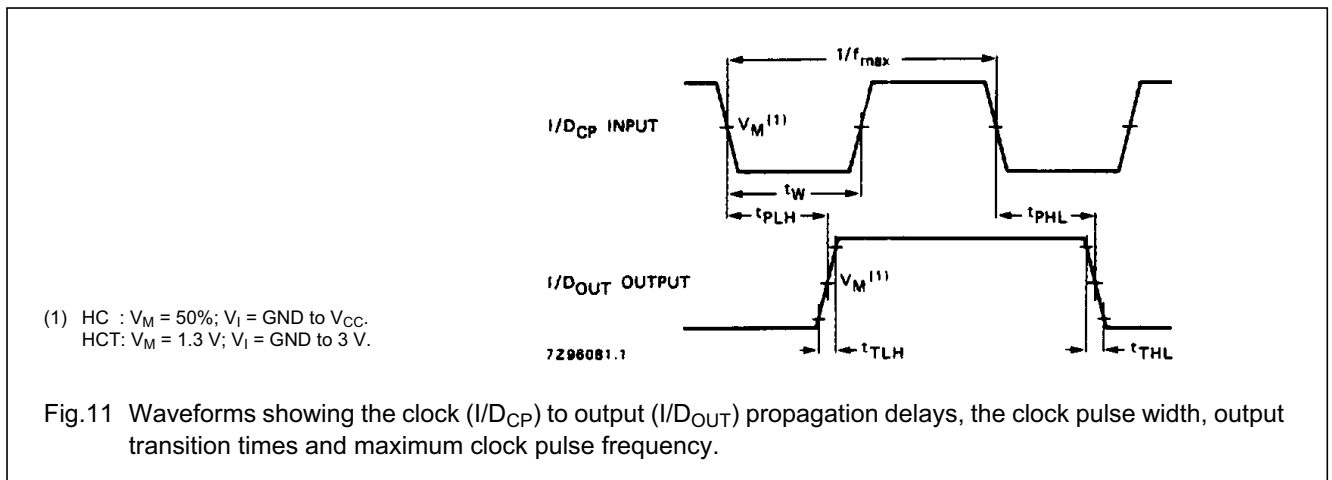 1/fmax
I/DCP INPUT
VM(1)
tW
tPLH
tPHL
I/DOUT OUTPUT
VM(1)
(1) HC : VM = 50%; VI = GND to VCC.
HCT: VM = 1.3 V; VI = GND to 3 V.
7Z96081.1
tTLH
tTHL
Fig.11 Waveforms showing the clock (I/DCP) to output (I/DOUT) propagation delays, the clock pulse width, output
transition times and maximum clock pulse frequency.